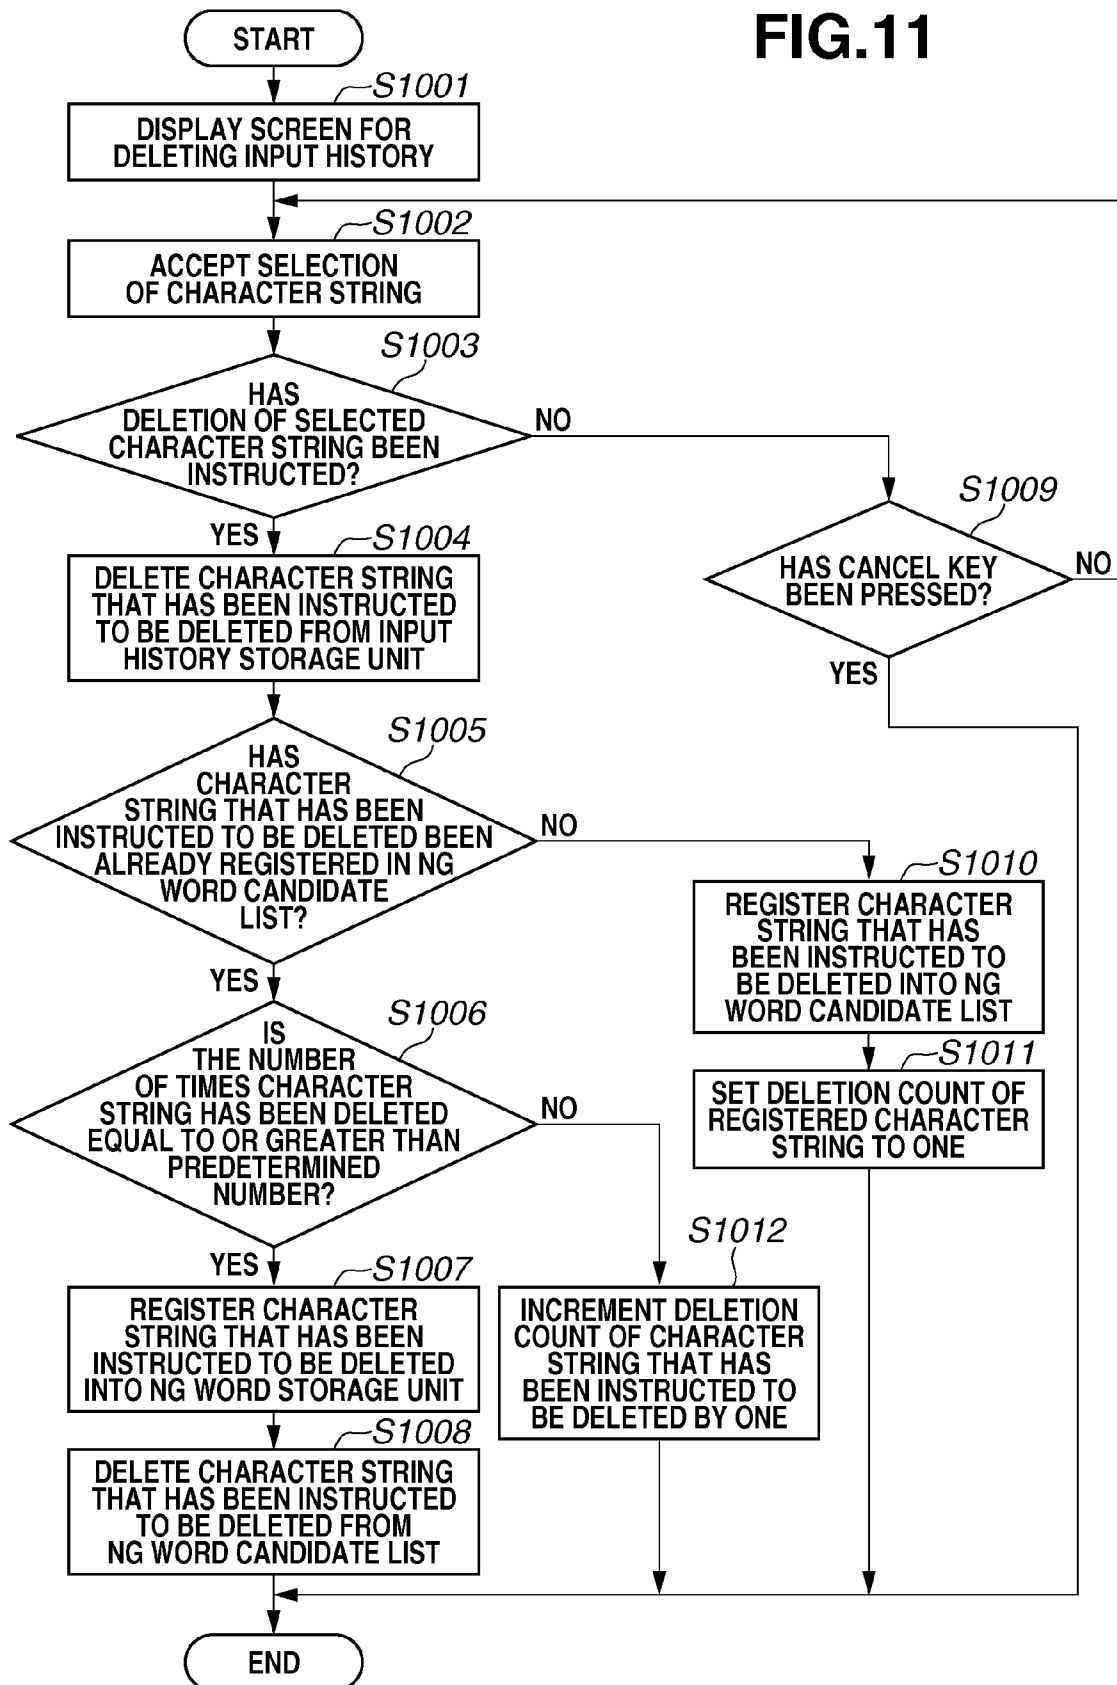 FIG.11
START
S1001
DISPLAY SCREEN FOR
DELETING INPUT HISTORY
S1002
ACCEPT SELECTION
OF CHARACTER STRING
S1003
HAS
DELETION OF SELECTED
CHARACTER STRING BEEN
INSTRUCTED?
NO
YES
S1009
HAS CANCEL KEY
BEEN PRESSED?
NO
YES
S1004
DELETE CHARACTER STRING
THAT HAS BEEN INSTRUCTED
TO BE DELETED FROM INPUT
HISTORY STORAGE UNIT
S1005
HAS
CHARACTER
STRING THAT HAS BEEN
INSTRUCTED TO BE DELETED BEEN
ALREADY REGISTERED IN NG
WORD CANDIDATE
LIST?
NO
YES
S1010
REGISTER CHARACTER
STRING THAT HAS
BEEN INSTRUCTED TO
BE DELETED INTO NG
WORD CANDIDATE LIST
S1011
SET DELETION COUNT OF
REGISTERED CHARACTER
STRING TO ONE
S1006
IS
THE NUMBER
OF TIMES CHARACTER
STRING HAS BEEN DELETED
EQUAL TO OR GREATER THAN
PREDETERMINED
NUMBER?
NO
YES
S1012
INCREMENT DELETION
COUNT OF CHARACTER
STRING THAT HAS
BEEN INSTRUCTED TO
BE DELETED BY ONE
S1007
REGISTER CHARACTER
STRING THAT HAS BEEN
INSTRUCTED TO BE DELETED
INTO NG WORD STORAGE UNIT
S1008
DELETE CHARACTER STRING
THAT HAS BEEN INSTRUCTED
TO BE DELETED FROM
NG WORD CANDIDATE LIST
END